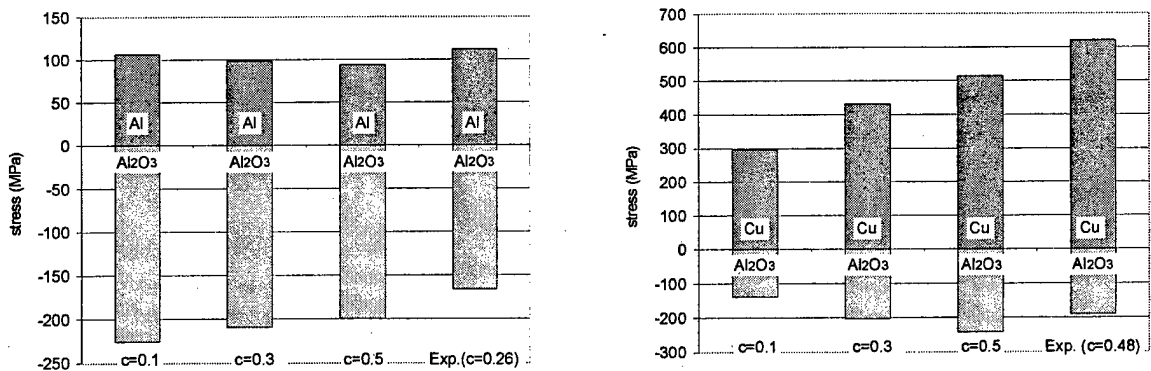 150
100
50
0
-50
-100
-150
-200
-250
stress (MPa)
Al
Al
Al
Al
Al2O3
Al2O3
Al2O3
Al2O3
c=0.1
c=0.3
c=0.5
Exp.(c=0.26)
700
600
500
400
300
200
100
0
-100
-200
-300
stress (MPa)
Cu
Cu
Cu
Cu
Al2O3
Al2O3
Al2O3
Al2O3
c=0.1
c=0.3
c=0.5
Exp. (c=0.48)